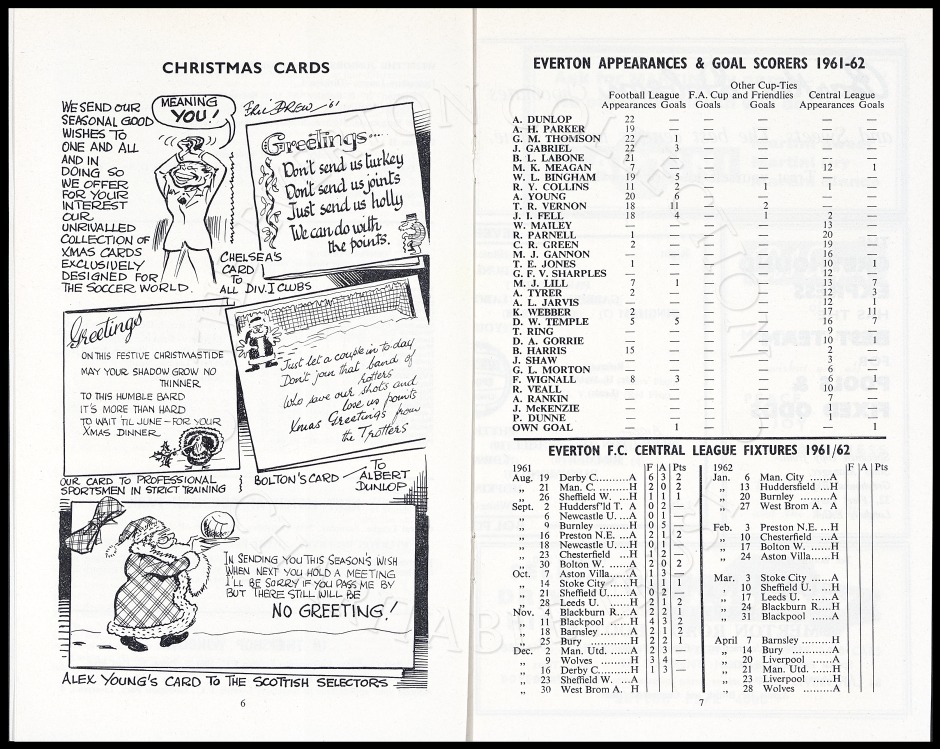 CHRISTMAS CARDS
WE SEND OUR
SEASONAL GOOD
WISHES TO
ONE AND ALL
AND IN
DOING SO
WE OFFER
FOR YOUR
INTEREST
OUR
UNRIVALLED
COLLECTION OF
XMAS CARDS
EXCLUSIVELY
DESIGNED FOR
THE SOCCER WORLD.
MEANING
YOU!
Eric Drew '61
Greetings...
Don't send us turkey
Don't send us joints
Just send us holly
We can do with
the points.
CHELSEA'S
CARD
TO
ALL DIV. I CLUBS
Greetings
ON THIS FESTIVE CHRISTMASTIDE
MAY YOUR SHADOW GROW NO
THINNER
TO THIS HUMBLE BARD
IT'S MORE THAN HARD
TO WAIT TIL JUNE - FOR YOUR
XMAS DINNER
OUR CARD TO PROFESSIONAL
SPORTSMEN IN STRICT TRAINING
Just let a couple in to-day
Don't join that band of
rotters
Who save our shots and
lose us points
Xmas Greetings from
the Trotters
BOLTON'S CARD — TO
ALBERT
DUNLOP
IN SENDING YOU THIS SEASON'S WISH
WHEN NEXT YOU HOLD A MEETING
I'LL BE SORRY IF YOU PASS ME BY
BUT THERE STILL WILL BE
NO GREETING!
ALEX YOUNG'S CARD TO THE SCOTTISH SELECTORS
6
EVERTON APPEARANCES & GOAL SCORERS 1961-62
Other Cup-Ties
Football League F.A. Cup and Friendlies Central League
Appearances Goals Goals Goals Appearances Goals
A. DUNLOP 22 — — — — —
A. H. PARKER 19 — — — — —
G. M. THOMSON 22 1 — — — —
J. GABRIEL 22 3 — — — —
B. L. LABONE 21 — — — — —
M. K. MEAGAN 7 — — — 12 1
W. L. BINGHAM 19 5 — — — —
R. Y. COLLINS 11 2 — 1 1 —
A. YOUNG 20 6 — — — —
T. R. VERNON 18 11 — 2 — —
J. I. FELL 18 4 — 1 2 —
W. MAILEY — — — — 13 —
R. PARNELL 1 — — — 20 —
C. R. GREEN 2 — — — 19 —
M. J. GANNON — — — — 16 —
T. E. JONES 1 — — — 10 1
G. F. V. SHARPLES — — — — 12 —
M. J. LILL 7 1 — — 13 7
A. TYRER 2 — — — 12 3
A. L. JARVIS — — — — 12 1
K. WEBBER 2 — — — 17 11
D. W. TEMPLE 5 5 — — 16 7
T. RING — — — — 9 —
D. A. GORRIE — — — — 10 1
B. HARRIS 15 — — — 2 —
J. SHAW — — — — 3 —
G. L. MORTON — — — — 6 —
F. WIGNALL 8 3 — — 6 —
R. VEALL — — — — 10 —
A. RANKIN — — — — 7 —
J. McKENZIE — — — — 1 —
P. DUNNE — — — — 1 —
OWN GOAL 1 — — — 1
EVERTON F.C. CENTRAL LEAGUE FIXTURES 1961/62
1961 F A Pts
Aug. 19 Derby C. ........A 6 3 2
,, 21 Man. C. .........H 2 0 2
,, 26 Sheffield W. ...H 1 1 1
Sept. 2 Huddersf'ld T. A 0 2 —
,, 6 Newcastle U. ...A 0 1 —
,, 9 Burnley .........H 0 5 —
,, 16 Preston N.E. ...A 2 1 2
,, 18 Newcastle U. ...H 0 1 —
,, 23 Chesterfield ...H 1 2 —
,, 30 Bolton W. ......A 2 0 2
Oct. 7 Aston Villa......A 1 3 —
,, 14 Stoke City ......H 1 1 1
,, 21 Sheffield U......A 0 2 —
,, 28 Leeds U. ......H 2 1 2
Nov. 4 Blackburn R....A 2 2 1
,, 11 Blackpool ......H 4 3 2
,, 18 Barnsley .........A 2 1 2
,, 25 Bury ............H 2 2 1
Dec. 2 Man. Utd. ......A — — —
,, 9 Wolves .........H 3 4 —
,, 16 Derby C. .........H 1 3 —
,, 23 Sheffield W. ...A
,, 30 West Brom A. H
1962 F A Pts
Jan. 6 Man. City ......A
,, 13 Huddersfield ...H
,, 20 Burnley .........A
,, 27 West Brom A. A
Feb. 3 Preston N.E. ...H
,, 10 Chesterfield ...A
,, 17 Bolton W. ......H
,, 24 Aston Villa......H
Mar. 3 Stoke City ......A
, 10 Sheffield U. ...H
,, 17 Leeds U. ......A
,, 24 Blackburn R....H
,, 31 Blackpool ......A
April 7 Barnsley.........H
,, 14 Bury ............A
,, 20 Liverpool ......A
,, 21 Man. Utd. ......H
,, 23 Liverpool ......H
,, 28 Wolves .........A
7